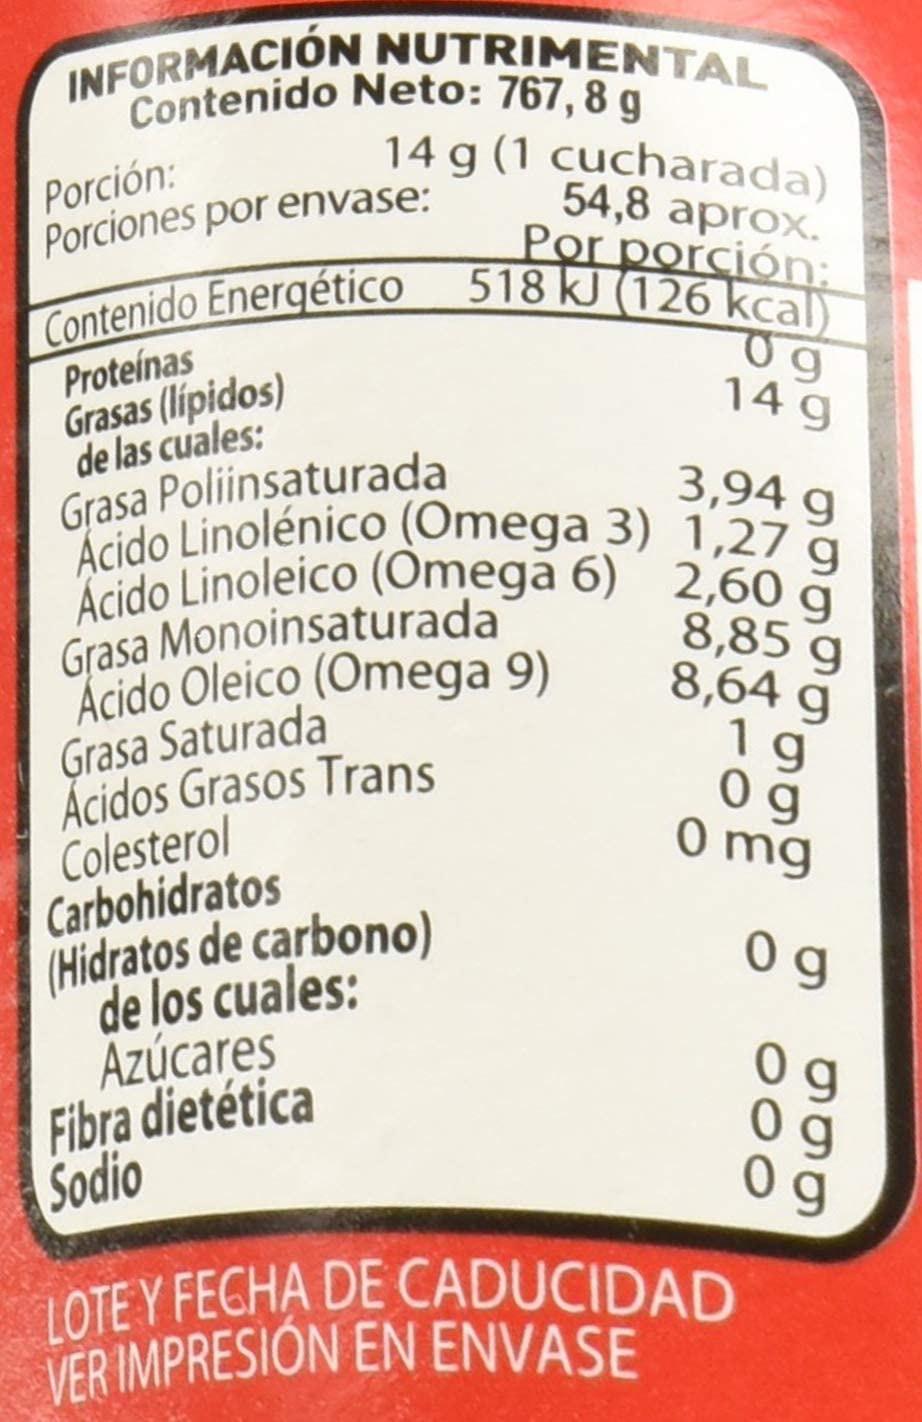 INFORMACIÓN NUTRIMENTAL
Contenido Neto: 767,8 g
Porción: 14 g (1 cucharada)
Porciones por envase: 54,8 aprox.
Por porción:
Contenido Energético 518 kJ (126 kcal)
Proteínas 0 g
Grasas (lípidos) 14 g
de las cuales:
Grasa Poliinsaturada 3,94 g
Ácido Linolénico (Omega 3) 1,27 g
Ácido Linoleico (Omega 6) 2,60 g
Grasa Monoinsaturada 8,85 g
Ácido Oleico (Omega 9) 8,64 g
Grasa Saturada 1 g
Ácidos Grasos Trans 0 g
Colesterol 0 mg
Carbohidratos
(Hidratos de carbono) 0 g
de los cuales:
Azúcares 0 g
Fibra dietética 0 g
Sodio 0 g
LOTE Y FECHA DE CADUCIDAD
VER IMPRESIÓN EN ENVASE